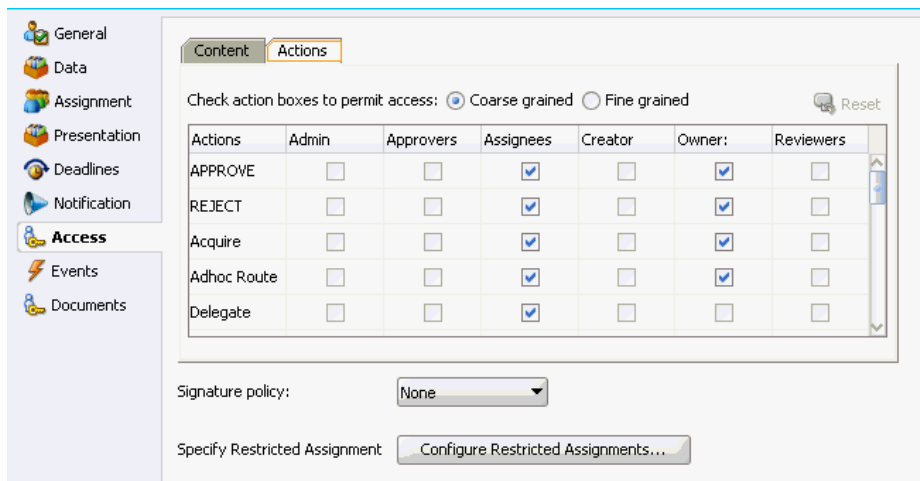 General
Data
Assignment
Presentation
Deadlines
Notification
Access
Events
Documents
Content Actions
Check action boxes to permit access: Coarse grained Fine grained Reset
Actions Admin Approvers Assignees Creator Owner: Reviewers
APPROVE
REJECT
Acquire
Adhoc Route
Delegate
Signature policy: None
Specify Restricted Assignment Configure Restricted Assignments...